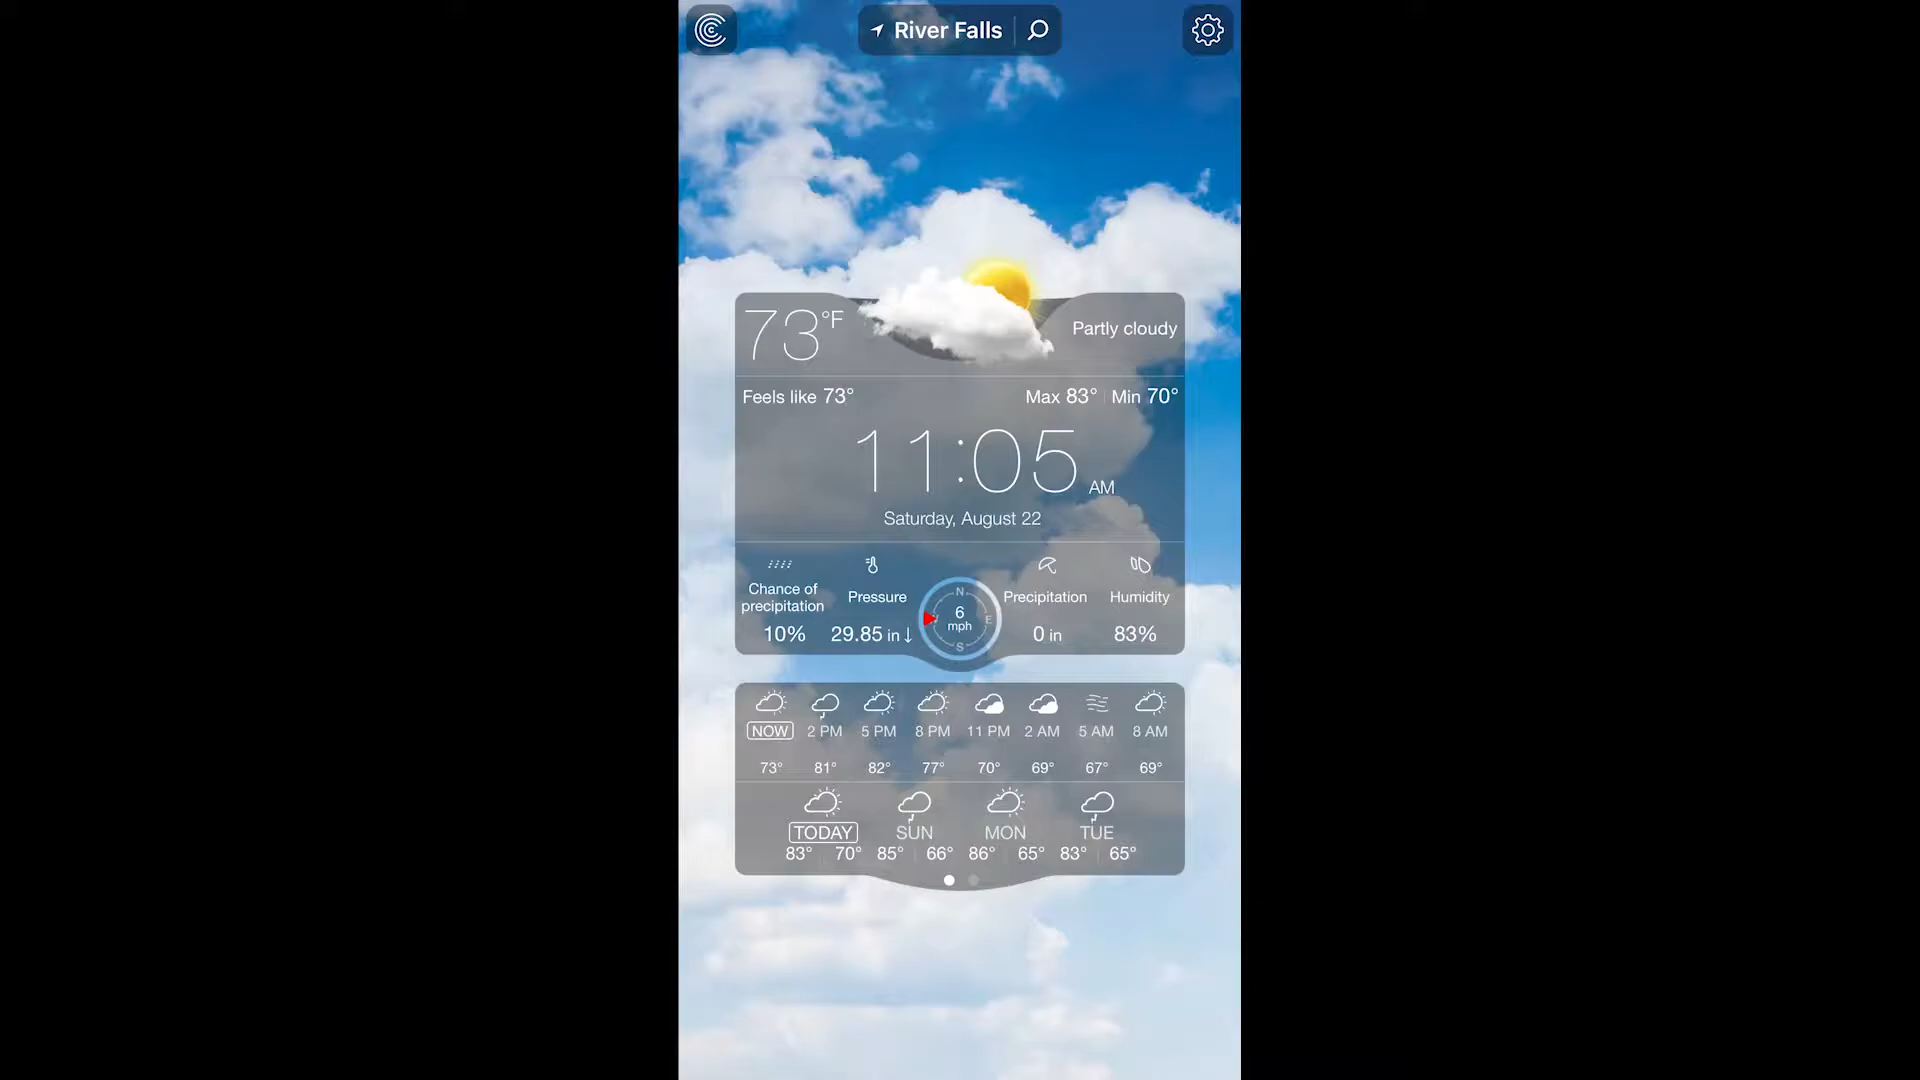 River Falls
73°F
Partly cloudy
Feels like 73°
Max 83° Min 70°
11:05 AM
Saturday, August 22
Chance of precipitation
10%
Pressure
29.85 in ↓
N
E
S
6
mph
Precipitation
0 in
Humidity
83%
NOW 2 PM 5 PM 8 PM 11 PM 2 AM 5 AM 8 AM
73° 81° 82° 77° 70° 69° 67° 69°
TODAY SUN MON TUE
83° 70° 85° 66° 86° 65° 83° 65°